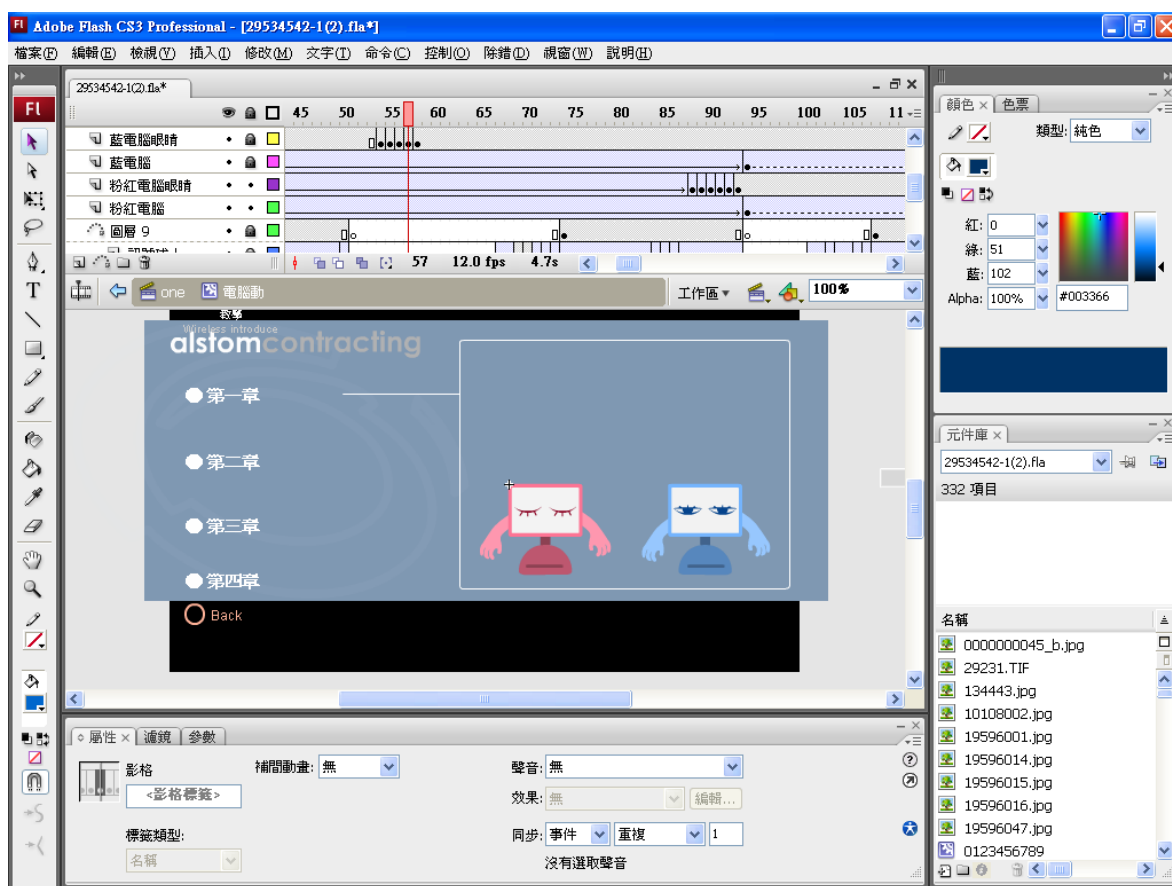 Adobe Flash CS3 Professional - [29534542-1(2).fla*]
檔案(F) 編輯(E) 檢視(V) 插入(I) 修改(M) 文字(T) 命令(C) 控制(O) 除錯(D) 視窗(W) 說明(H)
29534542-1(2).fla*
45 50 55 60 65 70 75 80 85 90 95 100 105 11
藍電腦眼睛
藍電腦
粉紅電腦眼睛
粉紅電腦
圖層 9
57 12.0 fps 4.7s
one 電腦動 工作區 100%
教學
Wireless introduce
alstomcontracting
第一章
第二章
第三章
第四章
Back
屬性 濾鏡 參數
影格
<影格標籤>
標籤類型:
名稱
補間動畫: 無
聲音: 無
效果: 無 編輯...
同步: 事件 重複 1
沒有選取聲音
Fl
T
顏色 色票
類型: 純色
紅: 0
綠: 51
藍: 102
Alpha: 100% #003366
元件庫
29534542-1(2).fla
332 項目
名稱
0000000045_b.jpg
29231.TIF
134443.jpg
10108002.jpg
19596001.jpg
19596014.jpg
19596015.jpg
19596016.jpg
19596047.jpg
0123456789